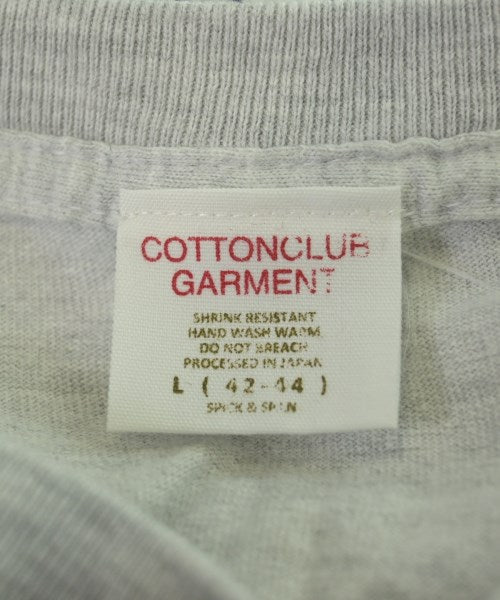 COTTONCLUB
GARMENT
SHRINK RESISTANT
HAND WASH WARM
DO NOT BREACH
PROCESSED IN JAPAN
L ( 42-44 )
SPICK & SPAN